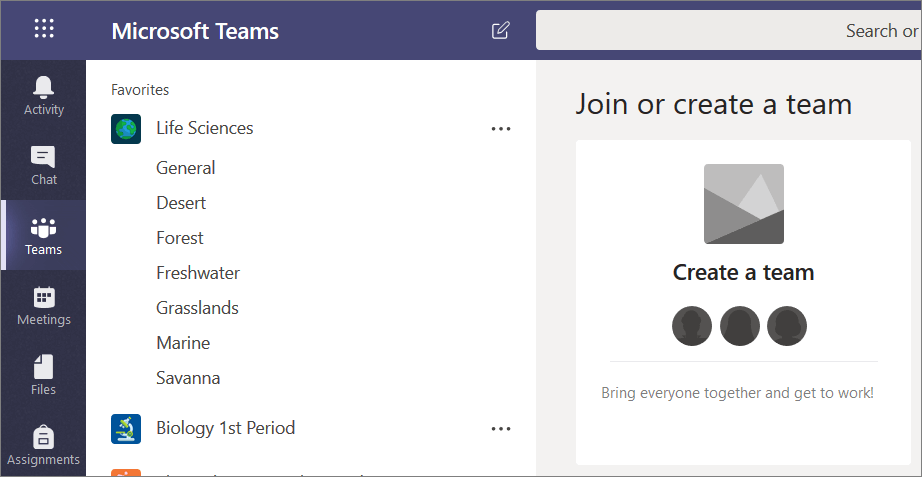 Microsoft Teams
Search or
Activity
Chat
Teams
Meetings
Files
Assignments
Favorites
Life Sciences
General
Desert
Forest
Freshwater
Grasslands
Marine
Savanna
Biology 1st Period
Join or create a team
Create a team
Bring everyone together and get to work!